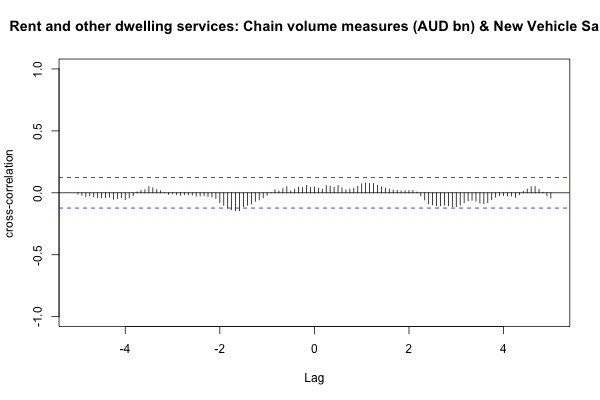 Rent and other dwelling services: Chain volume measures (AUD bn) & New Vehicle Sa
1.0
0.5
0.0
-0.5
-1.0
cross-correlation
-4 -2 0 2 4
Lag